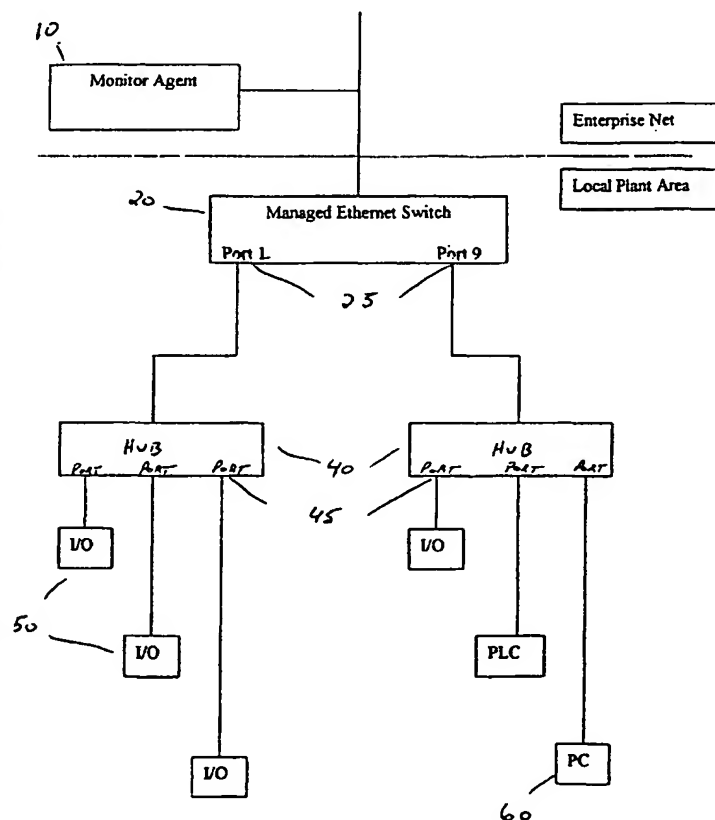 10
Monitor Agent
Enterprise Net
Local Plant Area
20
Managed Ethernet Switch
Port 1 Port 9
25
HUB 40 HUB
PORT PORT PORT PORT PORT PORT
45
I/O I/O
50
I/O PLC
I/O PC
60